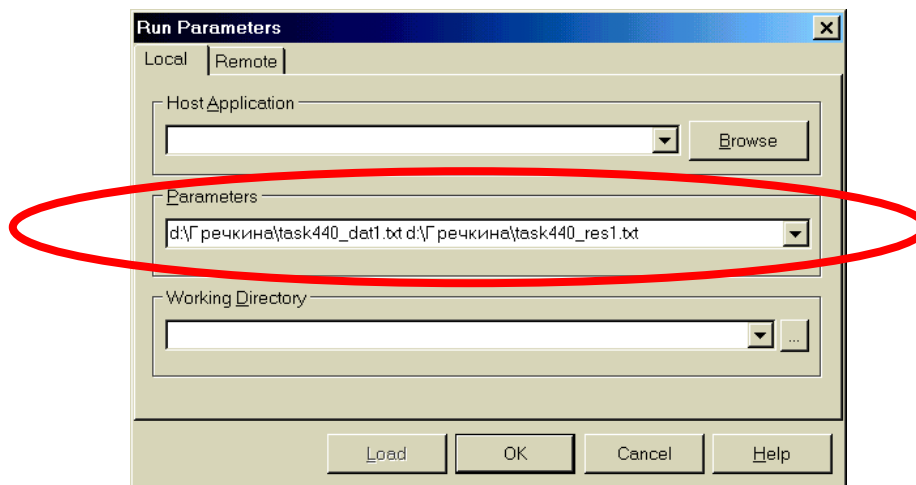 Run Parameters
Local Remote
Host Application
Browse
Parameters
d:\Гречкина\task440_dat1.txt d:\Гречкина\task440_res1.txt
Working Directory
...
Load OK Cancel Help